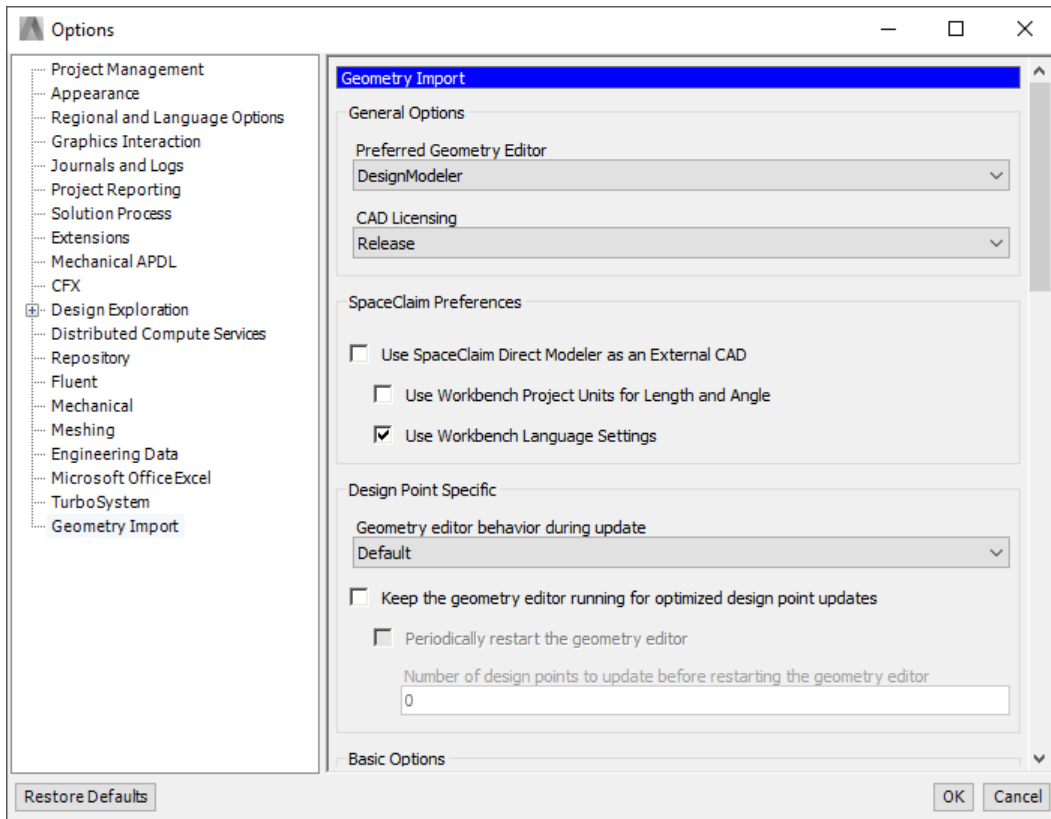 Options
Project Management
Appearance
Regional and Language Options
Graphics Interaction
Journals and Logs
Project Reporting
Solution Process
Extensions
Mechanical APDL
CFX
Design Exploration
Distributed Compute Services
Repository
Fluent
Mechanical
Meshing
Engineering Data
Microsoft Office Excel
TurboSystem
Geometry Import
Geometry Import
General Options
Preferred Geometry Editor
DesignModeler
CAD Licensing
Release
SpaceClaim Preferences
Use SpaceClaim Direct Modeler as an External CAD
Use Workbench Project Units for Length and Angle
Use Workbench Language Settings
Design Point Specific
Geometry editor behavior during update
Default
Keep the geometry editor running for optimized design point updates
Periodically restart the geometry editor
Number of design points to update before restarting the geometry editor
0
Basic Options
Restore Defaults
OK
Cancel